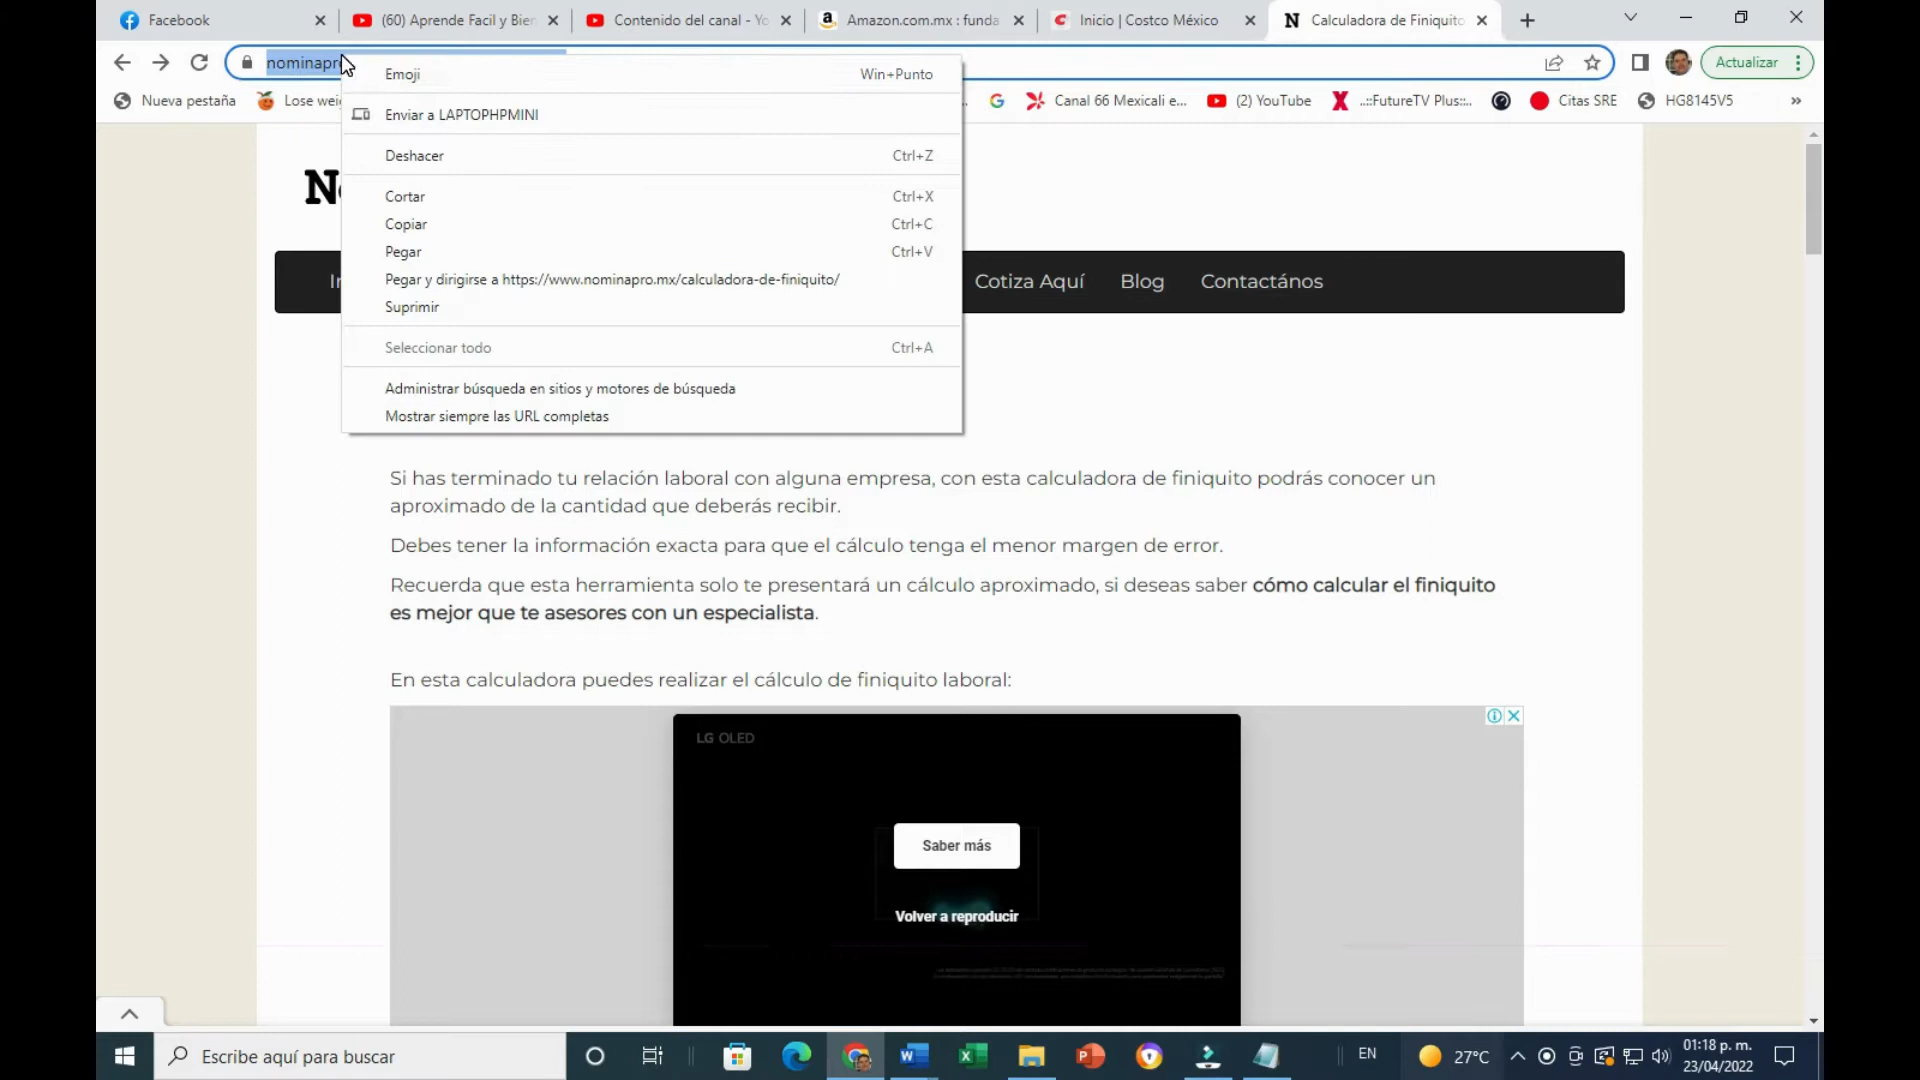 Facebook
(60) Aprende Facil y Bien
Contenido del canal - Yo
Amazon.com.mx : funda
Inicio | Costco México
Calculadora de Finiquito
nominapro
Actualizar
Nueva pestaña
Lose wei
Canal 66 Mexicali e...
(2) YouTube
..::FutureTV Plus::..
Citas SRE
HG8145V5
»
Emoji Win+Punto
Enviar a LAPTOPHPMINI
Deshacer Ctrl+Z
Cortar Ctrl+X
Copiar Ctrl+C
Pegar Ctrl+V
Pegar y dirigirse a https://www.nominapro.mx/calculadora-de-finiquito/
Suprimir
Seleccionar todo Ctrl+A
Administrar búsqueda en sitios y motores de búsqueda
Mostrar siempre las URL completas
Cotiza Aquí Blog Contactános
Si has terminado tu relación laboral con alguna empresa, con esta calculadora de finiquito podrás conocer un
aproximado de la cantidad que deberás recibir.
Debes tener la información exacta para que el cálculo tenga el menor margen de error.
Recuerda que esta herramienta solo te presentará un cálculo aproximado, si deseas saber cómo calcular el finiquito
es mejor que te asesores con un especialista.
En esta calculadora puedes realizar el cálculo de finiquito laboral:
LG OLED
Saber más
Volver a reproducir
Escribe aquí para buscar
EN
27°C
01:18 p. m.
23/04/2022